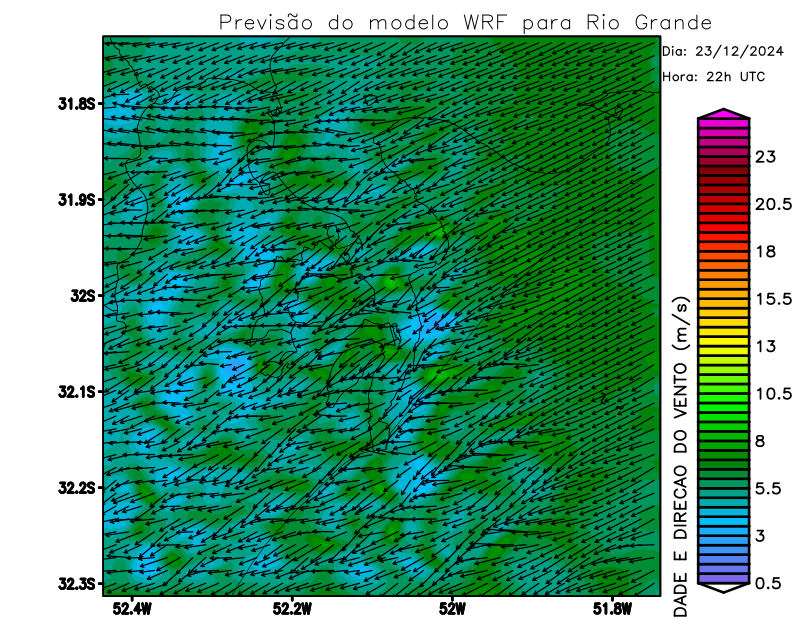 Previsão do modelo WRF para Rio Grande
Dia: 23/12/2024
Hora: 22h UTC
31.8S
31.9S
32S
32.1S
32.2S
32.3S
52.4W
52.2W
52W
51.8W
23
20.5
18
15.5
13
10.5
8
5.5
3
0.5
DADE E DIRECAO DO VENTO (m/s)